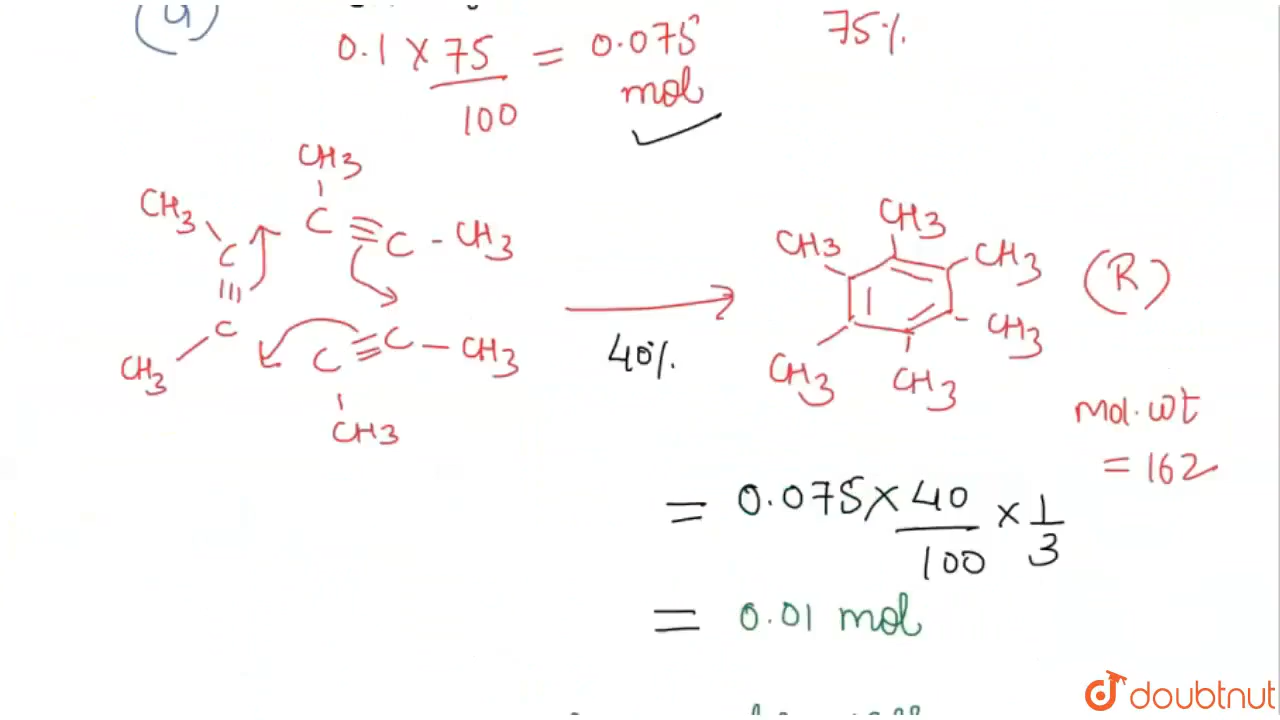 (4)
0.1 × 75/100 = 0.075 mol
75%
CH3
CH3
C ≡ C - CH3
C
|||
C
C ≡ C - CH3
CH3
CH3
40%
CH3
CH3
CH3
CH3
CH3
CH3
(R)
mol. wt
= 162
= 0.075 × 40/100 × 1/3
= 0.01 mol
doubtnut